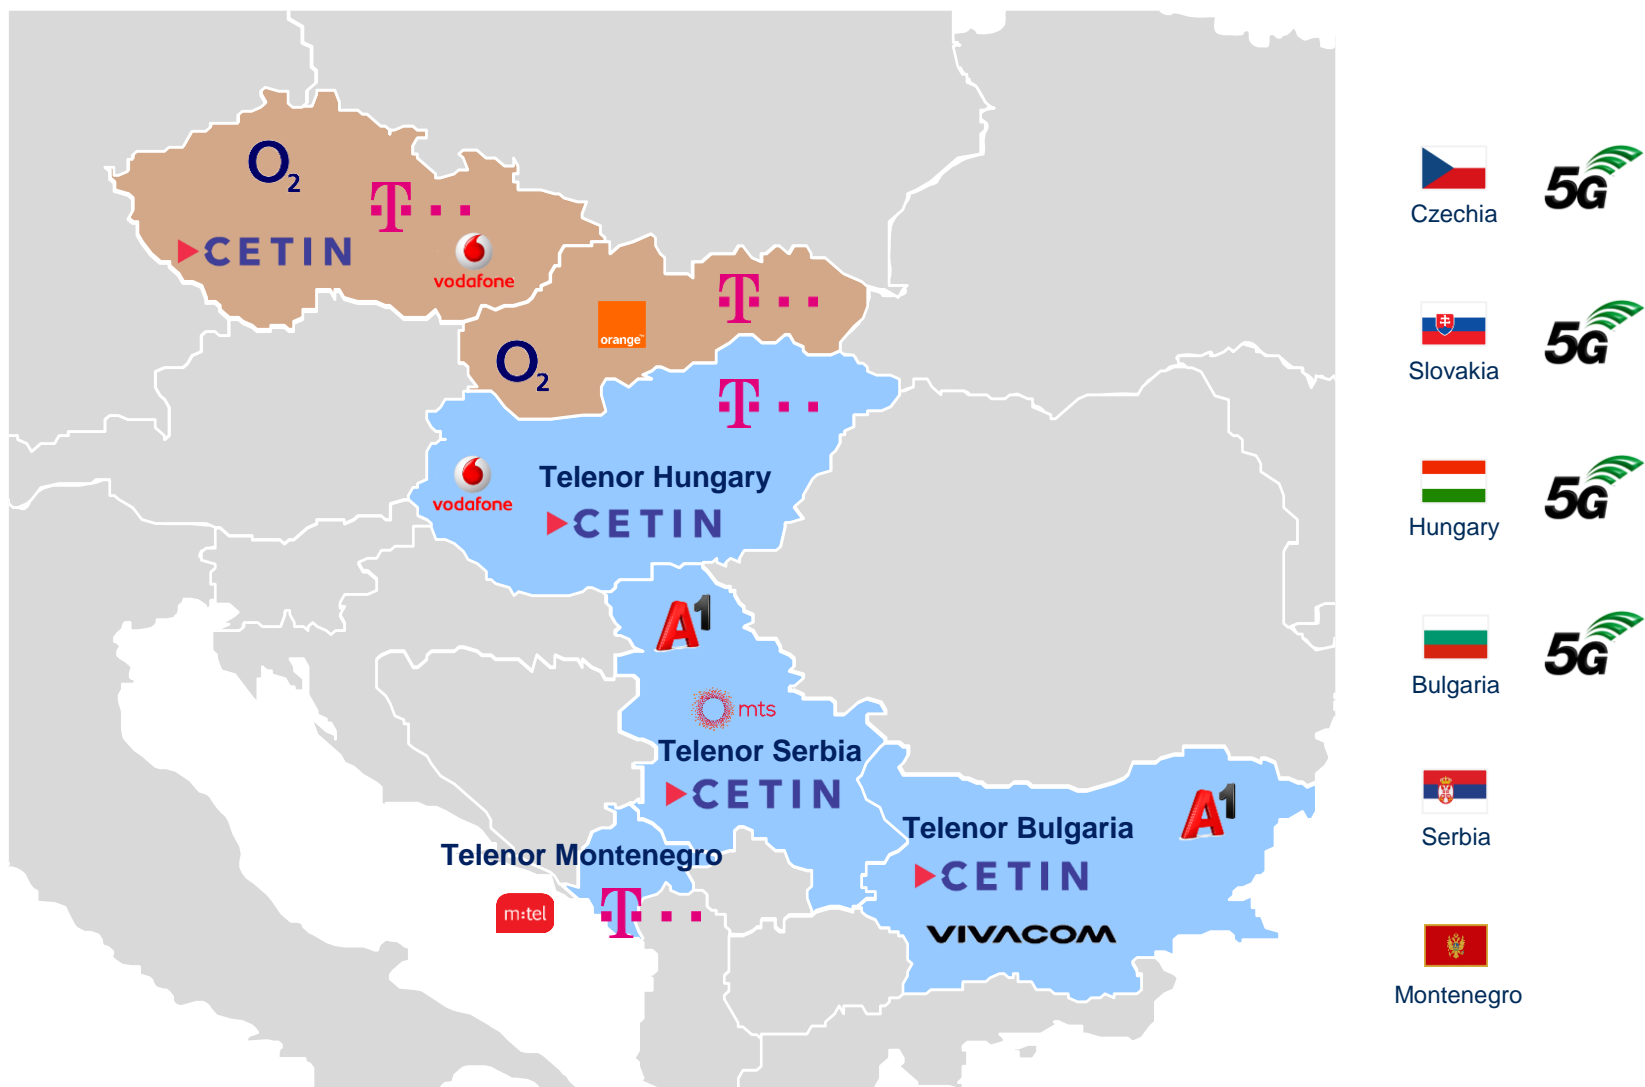 O2
T
CETIN
vodafone
T
orange
O2
T
vodafone
Telenor Hungary
CETIN
A1
mts
Telenor Serbia
CETIN
A1
Telenor Bulgaria
CETIN
VIVACOM
Telenor Montenegro
m:tel
T
Czechia
5G
Slovakia
5G
Hungary
5G
Bulgaria
5G
Serbia
Montenegro